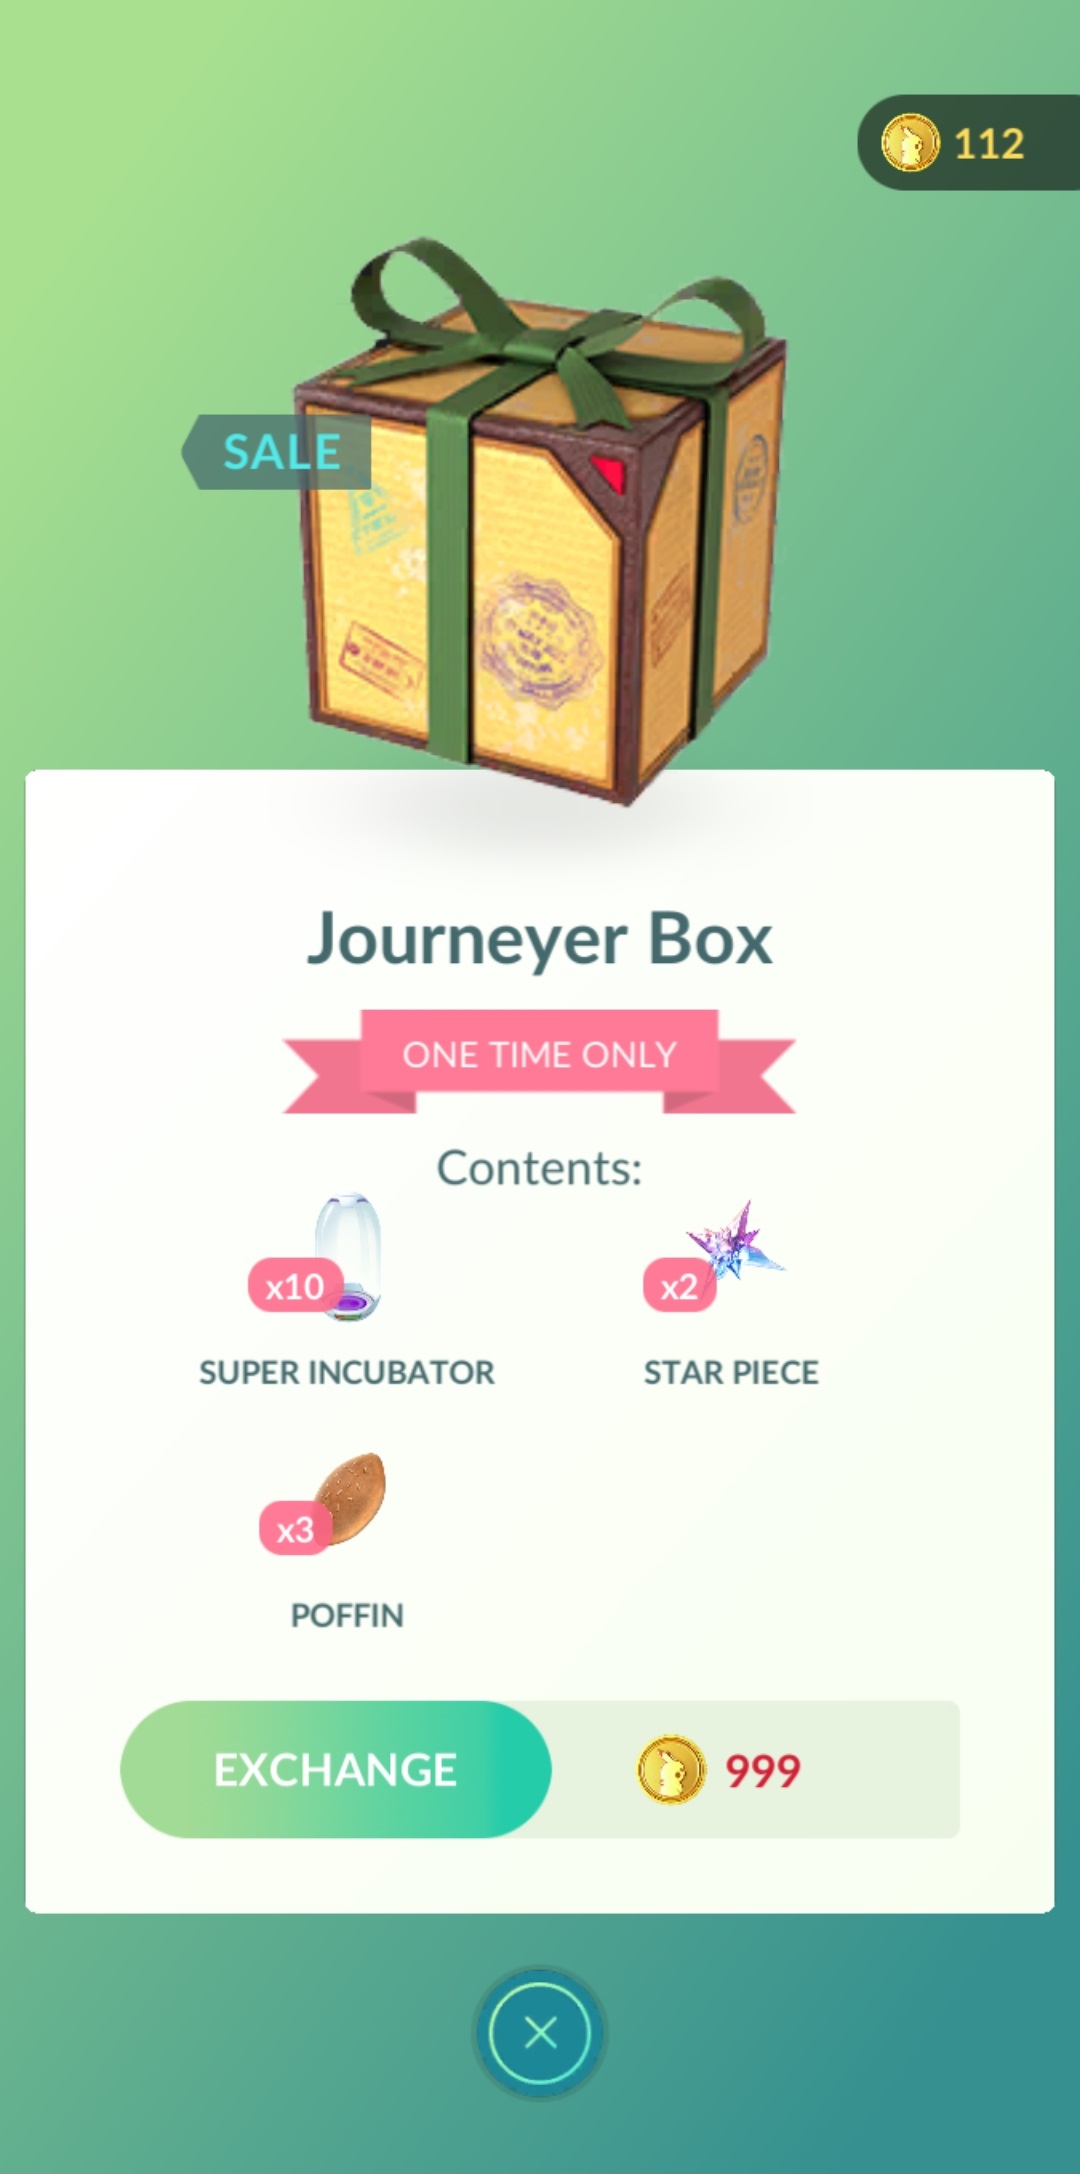 112
SALE
Journeyer Box
ONE TIME ONLY
Contents:
x10
x2
SUPER INCUBATOR
STAR PIECE
x3
POFFIN
EXCHANGE
999